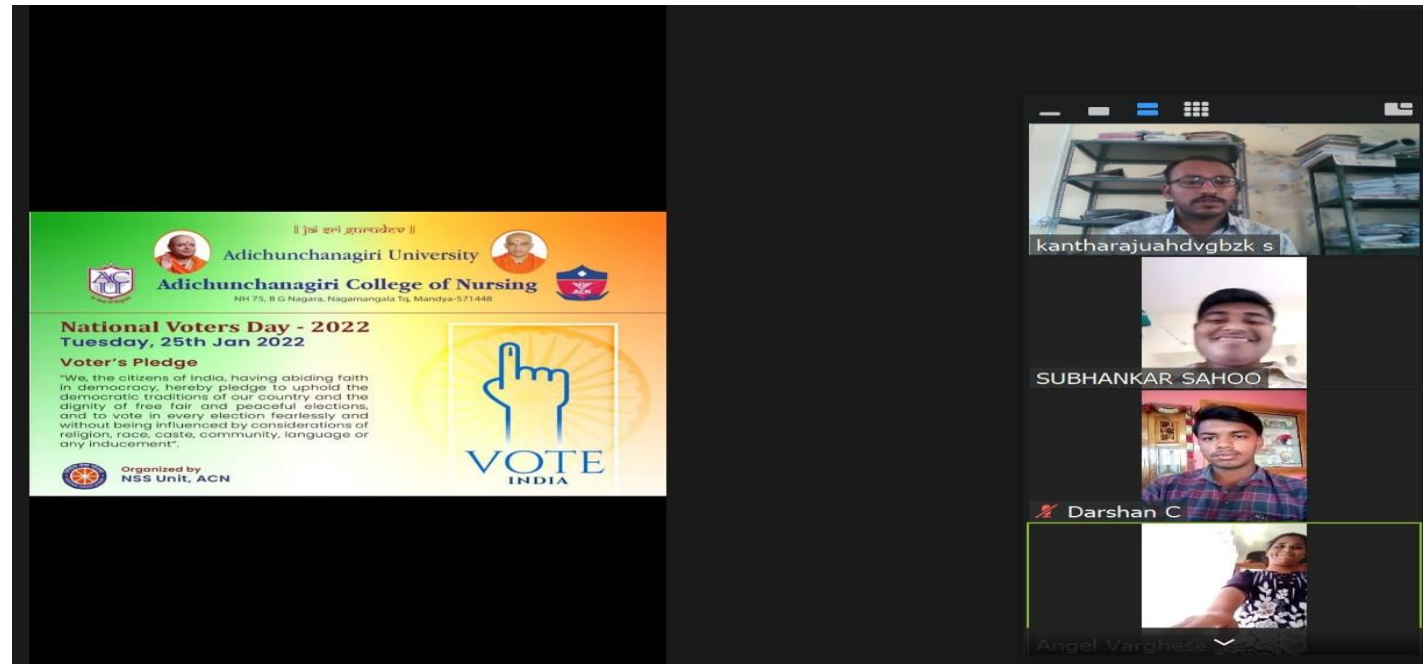 || jai sri gurudev ||
Adichunchanagiri University
Adichunchanagiri College of Nursing
NH 75, B G Nagara, Nagamangala Tq, Mandya-571448
ACU
ACN
National Voters Day - 2022
Tuesday, 25th Jan 2022
Voter's Pledge
"We, the citizens of India, having abiding faith
in democracy, hereby pledge to uphold the
democratic traditions of our country and the
dignity of free fair and peaceful elections,
and to vote in every election fearlessly and
without being influenced by considerations of
religion, race, caste, community, language or
any inducement".
Organized by
NSS Unit, ACN
VOTE
INDIA
kantharajuahdvgbzk s
SUBHANKAR SAHOO
Darshan C
Angel Varghese